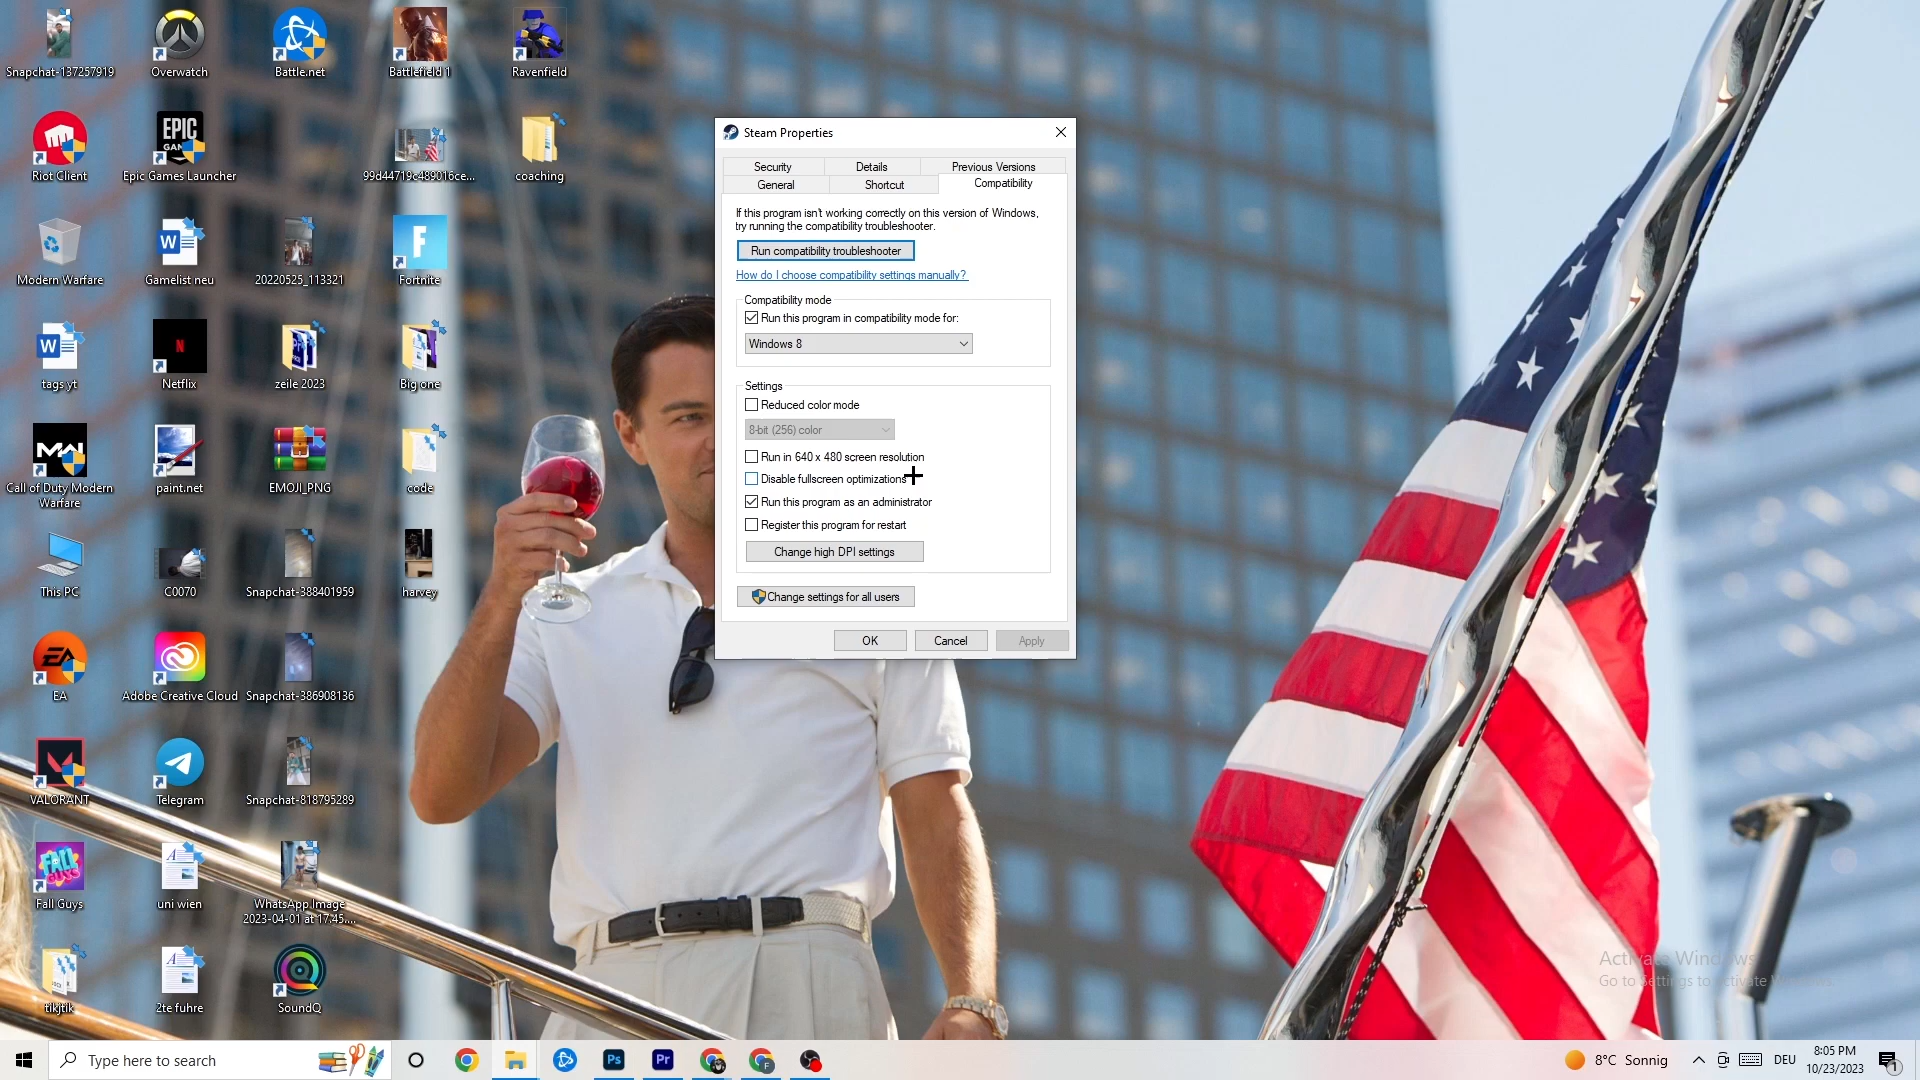 Snapchat-137257919
Overwatch
Battle.net
Battlefield 1
Ravenfield
Riot Client
EPIC
GAMES
Epic Games Launcher
99d44719c489016ce...
coaching
Modern Warfare
W
Gamelist neu
20220525_113321
F
Fortnite
W
tags yt
N
Netflix
zeile 2023
Big one
MW
Call of Duty Modern
Warfare
paint.net
EMOJI_PNG
code
This PC
C0070
Snapchat-388401959
harvey
EA
EA
Adobe Creative Cloud
Snapchat-386908136
VALORANT
Telegram
Snapchat-818795289
FALL
GUYS
Fall Guys
uni wien
WhatsApp Image
2023-04-01 at 17.45....
tikjtik
2te fuhre
SoundQ
Steam Properties
Security
Details
Previous Versions
General
Shortcut
Compatibility
If this program isn't working correctly on this version of Windows,
try running the compatibility troubleshooter.
Run compatibility troubleshooter
How do I choose compatibility settings manually?
Compatibility mode
Run this program in compatibility mode for:
Windows 8
Settings
Reduced color mode
8-bit (256) color
Run in 640 x 480 screen resolution
Disable fullscreen optimizations
Run this program as an administrator
Register this program for restart
Change high DPI settings
Change settings for all users
OK
Cancel
Apply
Activate Windows
Go to Settings to activate Windows.
Type here to search
Ps
Pr
F
8°C Sonnig
DEU
8:05 PM
10/23/2023
1